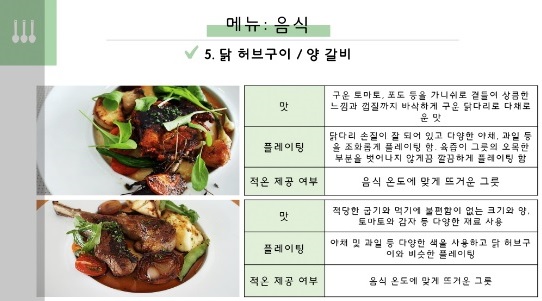 메뉴: 음식
5. 닭 허브구이 / 양 갈비
맛
구운 토마토, 포도 등을 가니쉬로 곁들어 상큼한
느낌과 껍질까지 바삭하게 구운 닭다리로 다채로
운 맛
플레이팅
닭다리 손질이 잘 되어 있고 다양한 야채, 과일 등
을 조화롭게 플레이팅 함. 육즙이 그릇의 오목한
부분을 벗어나지 않게끔 깔끔하게 플레이팅 함
적온 제공 여부
음식 온도에 맞게 뜨거운 그릇
맛
적당한 굽기와 먹기에 불편함이 없는 크기와 양.
토마토와 감자 등 다양한 재료 사용
플레이팅
야채 및 과일 등 다양한 색을 사용하고 닭 허브구
이와 비슷한 플레이팅
적온 제공 여부
음식 온도에 맞게 뜨거운 그릇